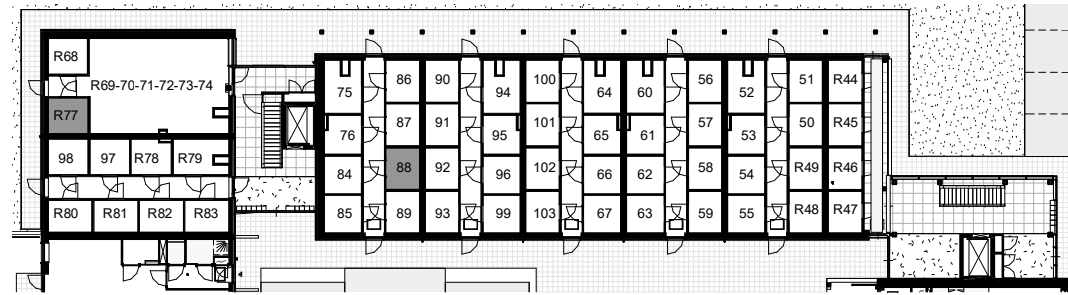 R68
R69-70-71-72-73-74
R77
98 97 R78 R79
R80 R81 R82 R83
75 86 90 94 100 64 60 56 52 51 R44
76 87 91 95 101 65 61 57 53 50 R45
84 88 92 96 102 66 62 58 54 R49 R46
85 89 93 99 103 67 63 59 55 R48 R47